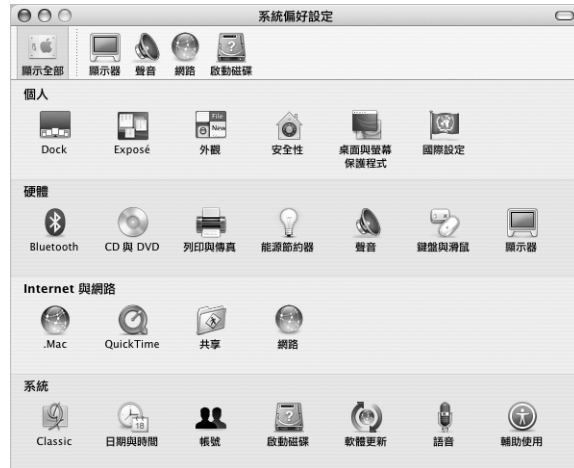 系統偏好設定
顯示全部 顯示器 聲音 網路 啟動磁碟
個人
Dock Exposé 外觀 安全性 桌面與螢幕 國際設定
保護程式
硬體
Bluetooth CD 與 DVD 列印與傳真 能源節約器 聲音 鍵盤與滑鼠 顯示器
Internet 與網路
.Mac QuickTime 共享 網路
系統
Classic 日期與時間 帳號 啟動磁碟 軟體更新 語音 輔助使用